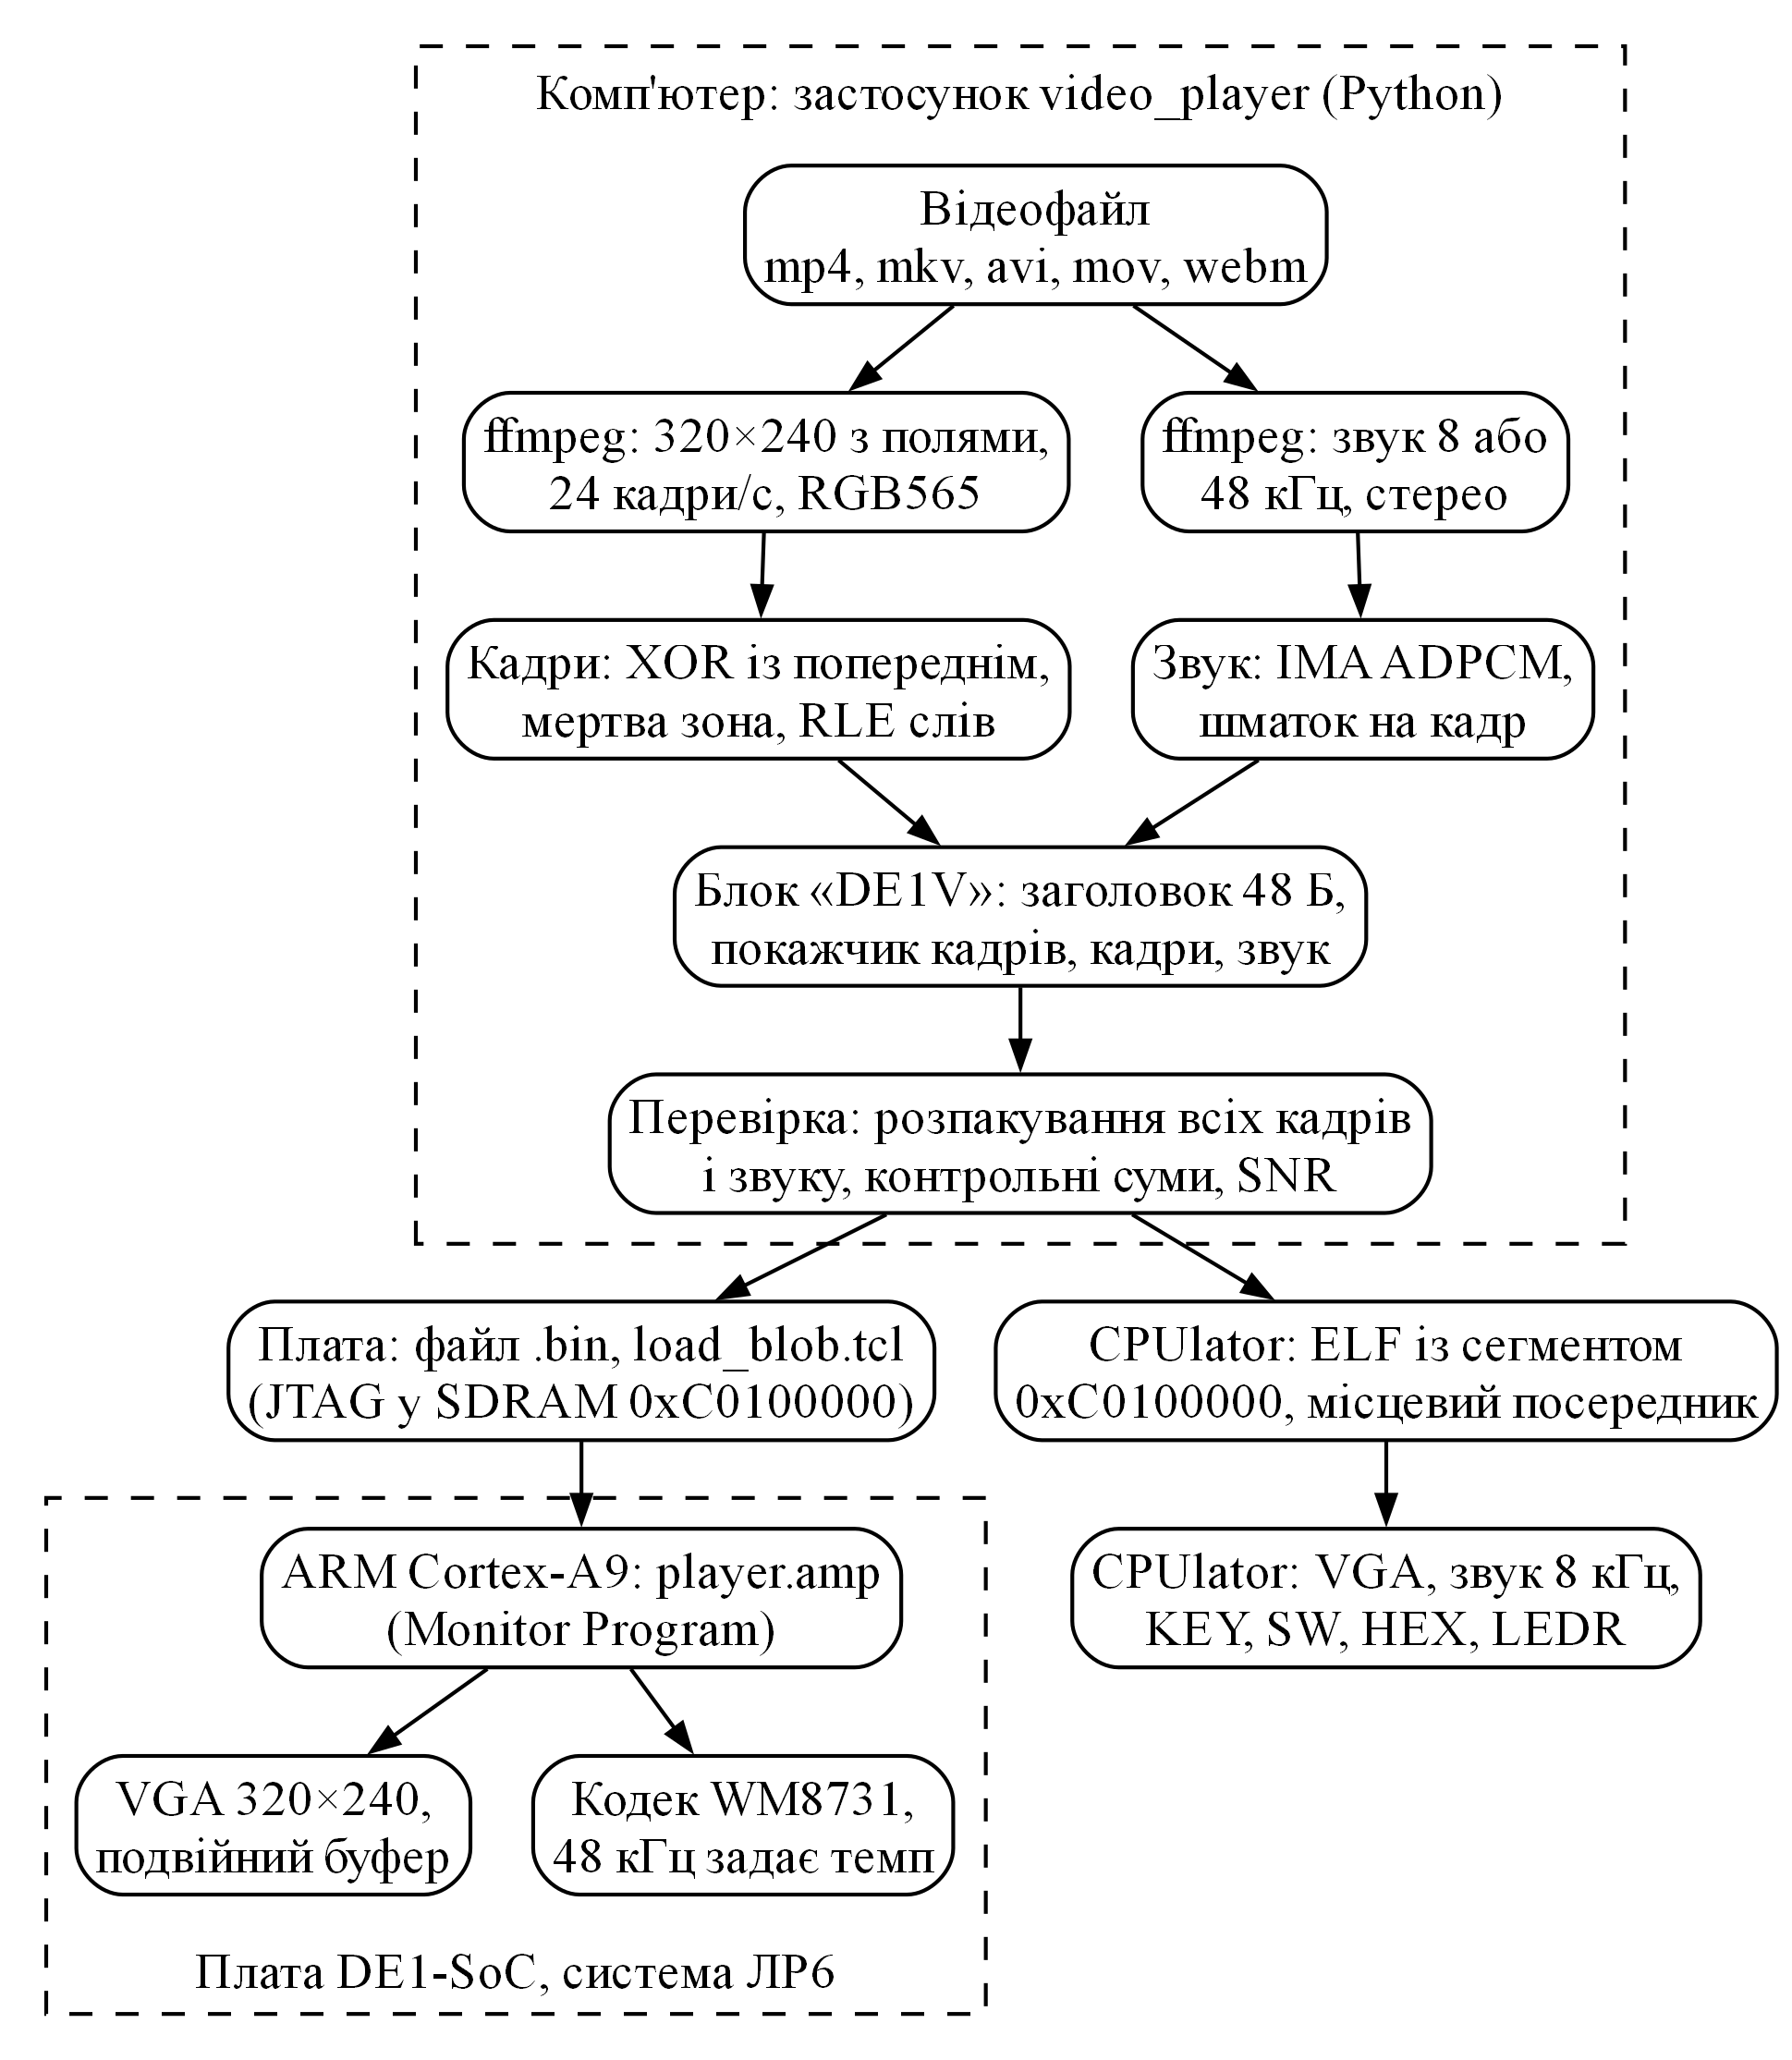 Комп'ютер: застосунок video_player (Python)
Відеофайл
mp4, mkv, avi, mov, webm
ffmpeg: 320×240 з полями,
24 кадри/с, RGB565
ffmpeg: звук 8 або
48 кГц, стерео
Кадри: XOR із попереднім,
мертва зона, RLE слів
Звук: IMA ADPCM,
шматок на кадр
Блок «DE1V»: заголовок 48 Б,
покажчик кадрів, кадри, звук
Перевірка: розпакування всіх кадрів
і звуку, контрольні суми, SNR
Плата: файл .bin, load_blob.tcl
(JTAG у SDRAM 0xC0100000)
CPUlator: ELF із сегментом
0xC0100000, місцевий посередник
ARM Cortex-A9: player.amp
(Monitor Program)
CPUlator: VGA, звук 8 кГц,
KEY, SW, HEX, LEDR
VGA 320×240,
подвійний буфер
Кодек WM8731,
48 кГц задає темп
Плата DE1-SoC, система ЛР6